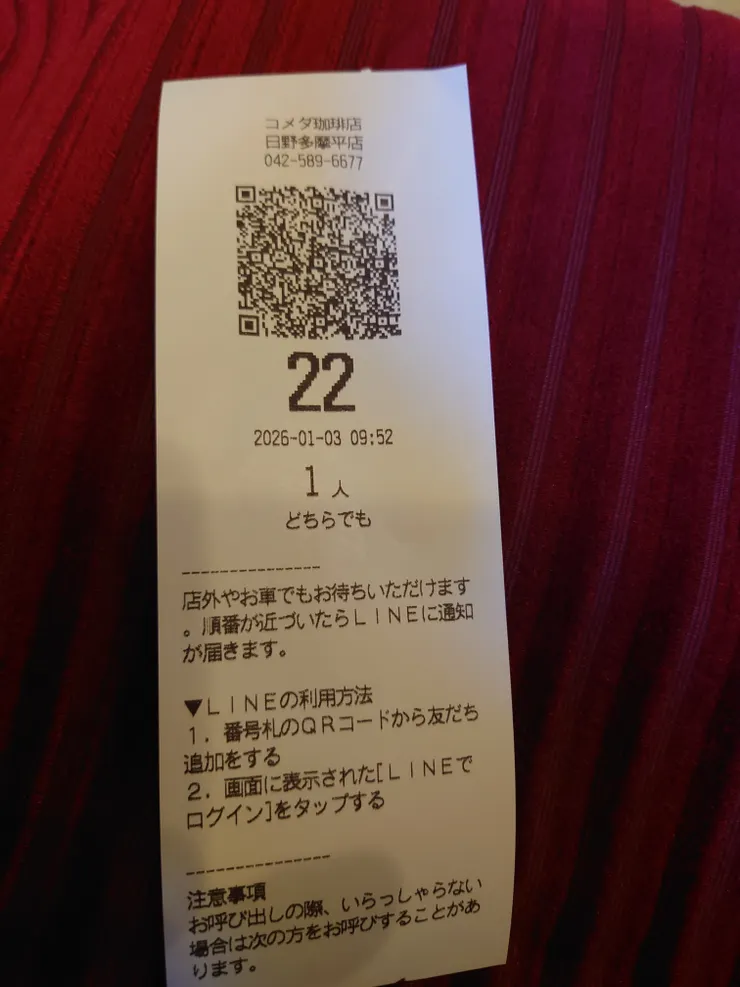 コメダ珈琲店
日野多摩平店
042-589-6677
22
2026-01-03 09:52
1 人
どちらでも
---------------
店外やお車でもお待ちいただけます
。順番が近づいたらLINEに通知
が届きます。
▼LINEの利用方法
1．番号札のQRコードから友だち
追加をする
2．画面に表示された[LINEで
ログイン]をタップする
---------------
注意事項
お呼び出しの際、いらっしゃらない
場合は次の方をお呼びすることがあ
ります。